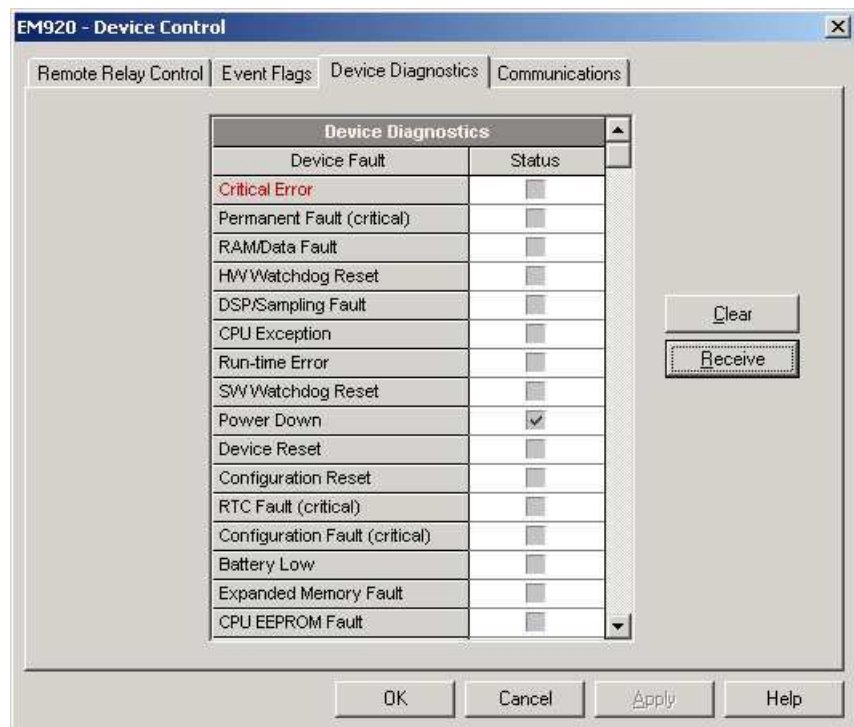 EM920 - Device Control
Remote Relay Control
Event Flags
Device Diagnostics
Communications
Device Diagnostics
Device Fault Status
Critical Error
Permanent Fault (critical)
RAM/Data Fault
HW Watchdog Reset
DSP/Sampling Fault
CPU Exception
Run-time Error
SW Watchdog Reset
Power Down
Device Reset
Configuration Reset
RTC Fault (critical)
Configuration Fault (critical)
Battery Low
Expanded Memory Fault
CPU EEPROM Fault
Clear
Receive
OK
Cancel
Apply
Help